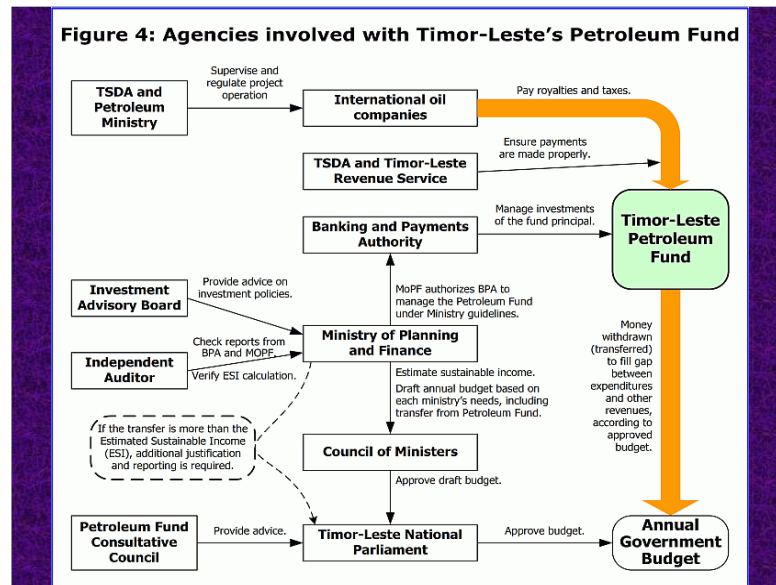 Figure 4: Agencies involved with Timor-Leste's Petroleum Fund
TSDA and
Petroleum
Ministry
Supervise and
regulate project
operation
International oil
companies
Pay royalties and taxes.
TSDA and Timor-Leste
Revenue Service
Ensure payments
are made properly.
Banking and Payments
Authority
Manage investments
of the fund principal.
Timor-Leste
Petroleum
Fund
Investment
Advisory Board
Provide advice on
investment policies.
MoPF authorizes BPA to
manage the Petroleum Fund
under Ministry guidelines.
Independent
Auditor
Check reports from
BPA and MOPF.
Verify ESI calculation.
Ministry of Planning
and Finance
Estimate sustainable income.
Draft annual budget based on
each ministry's needs, including
transfer from Petroleum Fund.
Money
withdrawn
(transferred)
to fill gap
between
expenditures
and other
revenues,
according to
approved
budget.
If the transfer is more than the
Estimated Sustainable Income
(ESI), additional justification
and reporting is required.
Council of Ministers
Approve draft budget.
Petroleum Fund
Consultative
Council
Provide advice.
Timor-Leste National
Parliament
Approve budget.
Annual
Government
Budget